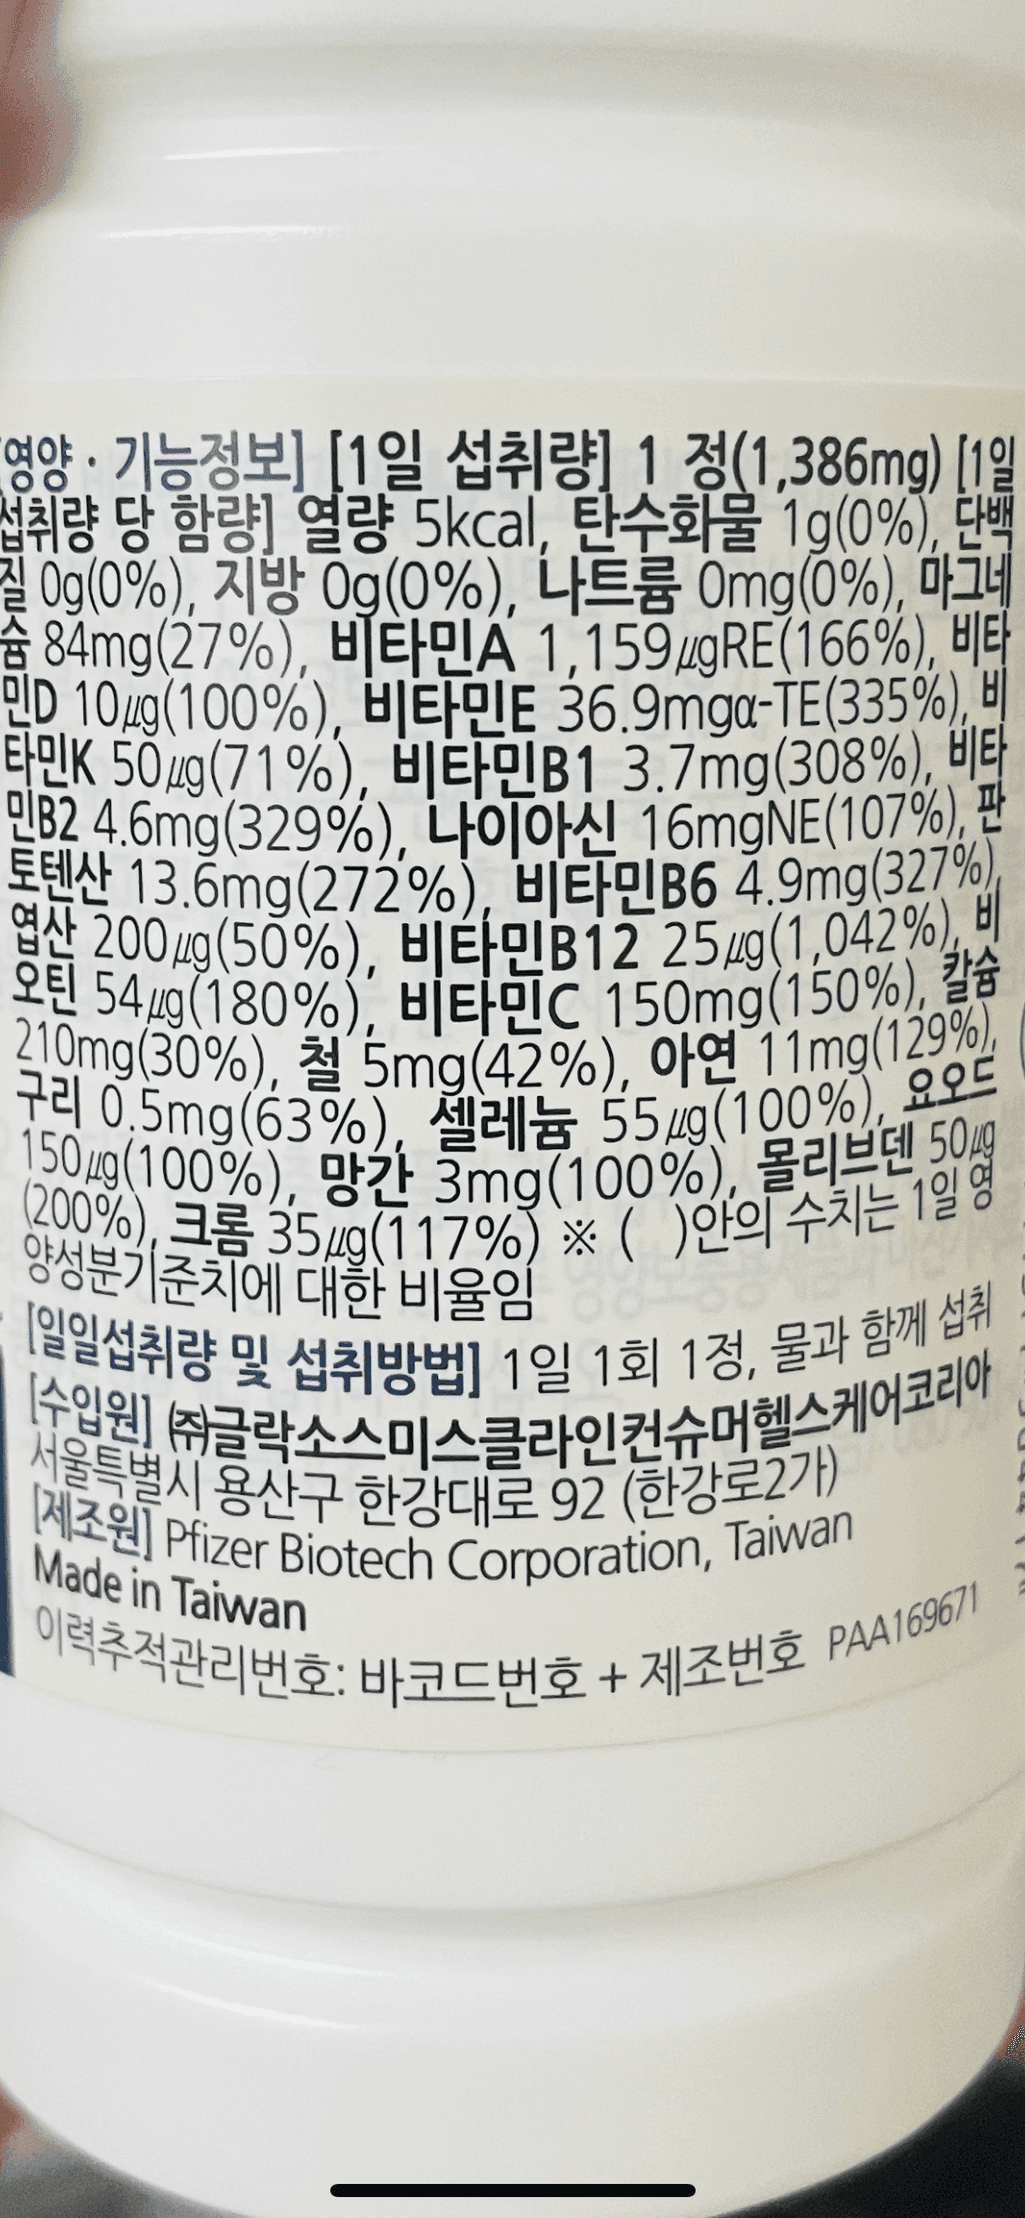 [영양·기능정보] [1일 섭취량] 1 정(1,386mg) [1일
섭취량 당 함량] 열량 5kcal, 탄수화물 1g(0%), 단백
질 0g(0%), 지방 0g(0%), 나트륨 0mg(0%), 마그네
슘 84mg(27%), 비타민A 1,159㎍RE(166%), 비타
민D 10㎍(100%), 비타민E 36.9mgα-TE(335%), 비
타민K 50㎍(71%), 비타민B1 3.7mg(308%), 비타
민B2 4.6mg(329%), 나이아신 16mgNE(107%), 판
토텐산 13.6mg(272%), 비타민B6 4.9mg(327%),
엽산 200㎍(50%), 비타민B12 25㎍(1,042%), 비
오틴 54㎍(180%), 비타민C 150mg(150%), 칼슘
210mg(30%), 철 5mg(42%), 아연 11mg(129%),
구리 0.5mg(63%), 셀레늄 55㎍(100%), 요오드
150㎍(100%), 망간 3mg(100%), 몰리브덴 50㎍
(200%), 크롬 35㎍(117%) ※ ( )안의 수치는 1일 영
양성분기준치에 대한 비율임
[일일섭취량 및 섭취방법] 1일 1회 1정, 물과 함께 섭취
[수입원] ㈜글락소스미스클라인컨슈머헬스케어코리아
서울특별시 용산구 한강대로 92 (한강로2가)
[제조원] Pfizer Biotech Corporation, Taiwan
Made in Taiwan
이력추적관리번호: 바코드번호 + 제조번호 PAA169671